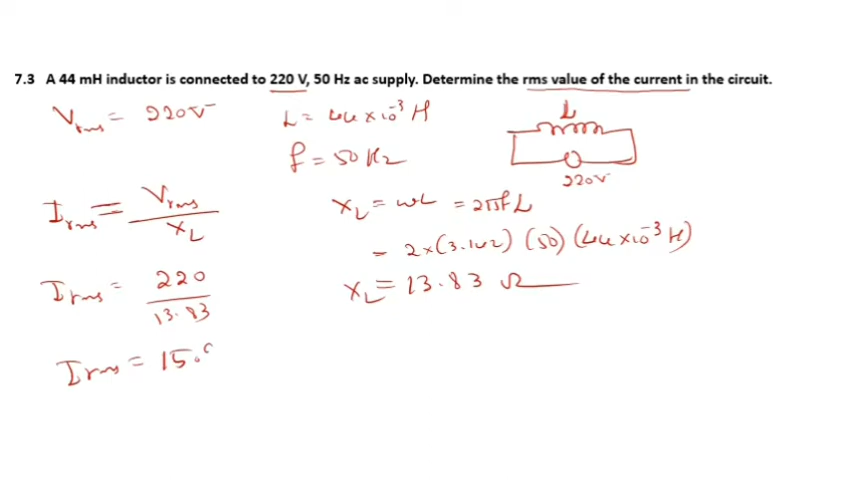 7.3 A 44 mH inductor is connected to 220 V, 50 Hz ac supply. Determine the rms value of the current in the circuit.
Vrms = 220V
L = 44 × 10⁻³ H
f = 50 Hz
L
220V
Irms = Vrms / XL
XL = ωL = 2πfL
= 2×(3.142) (50) (44×10⁻³ H)
XL = 13.83 Ω
Irms = 220 / 13.83
Irms = 15.